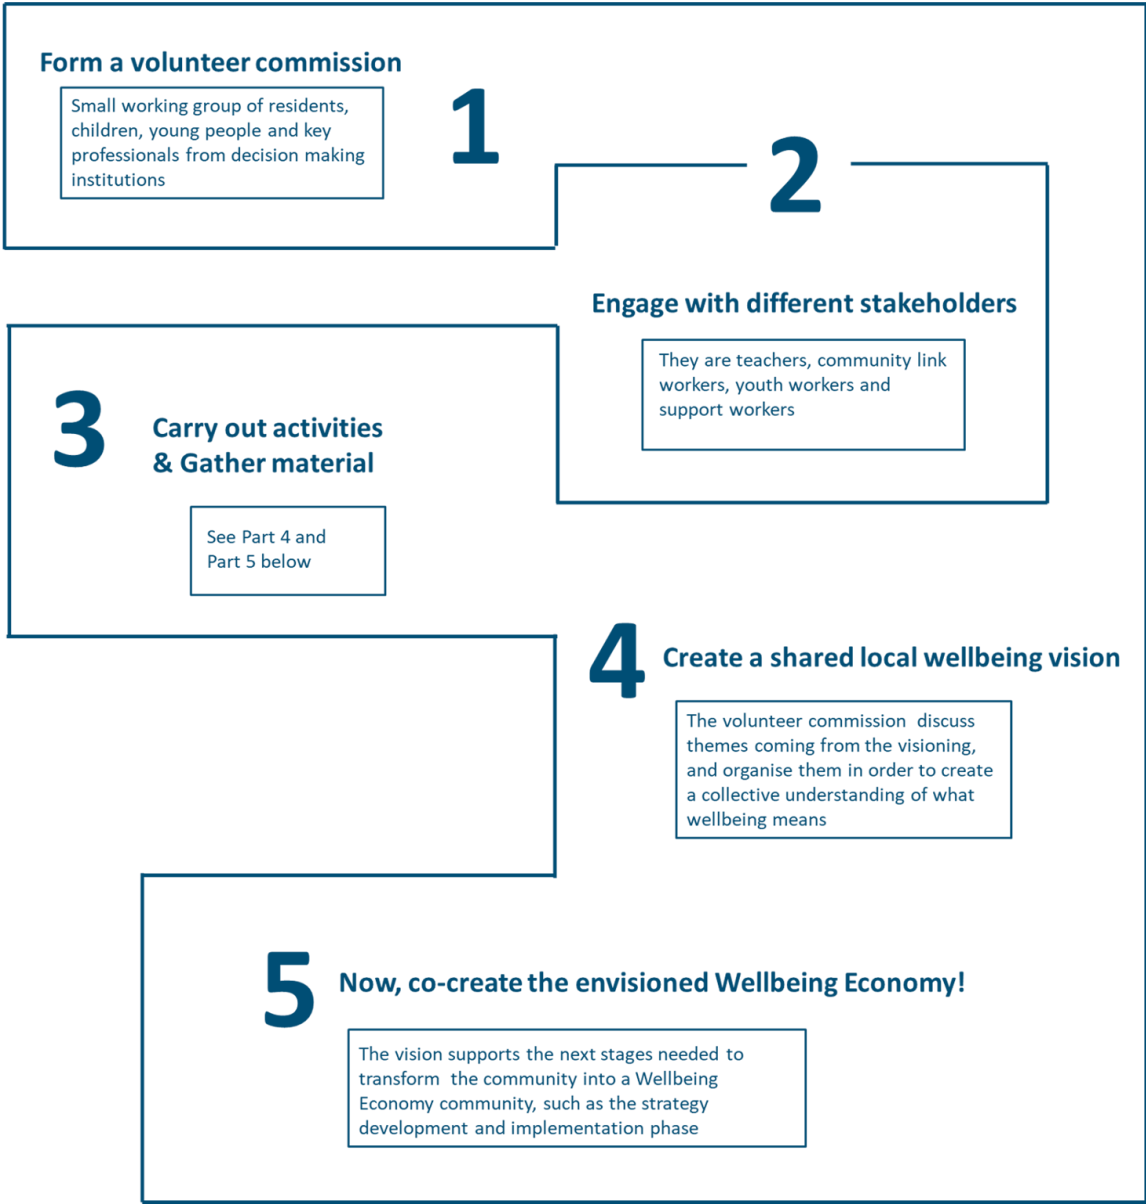 Form a volunteer commission
Small working group of residents,
children, young people and key
professionals from decision making
institutions
1
2
Engage with different stakeholders
They are teachers, community link
workers, youth workers and
support workers
3
Carry out activities
& Gather material
See Part 4 and
Part 5 below
4
Create a shared local wellbeing vision
The volunteer commission discuss
themes coming from the visioning,
and organise them in order to create
a collective understanding of what
wellbeing means
5
Now, co-create the envisioned Wellbeing Economy!
The vision supports the next stages needed to
transform the community into a Wellbeing
Economy community, such as the strategy
development and implementation phase